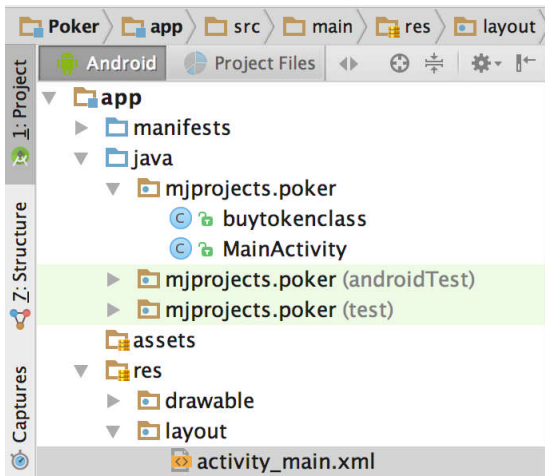 Poker app src main res layout
Android Project Files
1: Project
Z: Structure
Captures
app
manifests
java
mjprojects.poker
C buytokenclass
C MainActivity
mjprojects.poker (androidTest)
mjprojects.poker (test)
assets
res
drawable
layout
activity_main.xml